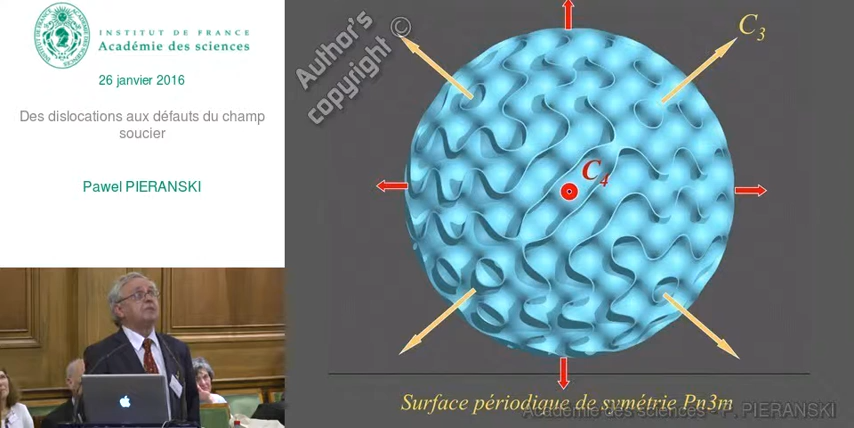 INSTITUT DE FRANCE
Académie des sciences
26 janvier 2016
Des dislocations aux défauts du champ
soucier
Pawel PIERANSKI
Author's
copyright ©
C3
C4
Surface périodique de symétrie Pn3m
Académie des sciences - P. PIERANSKI